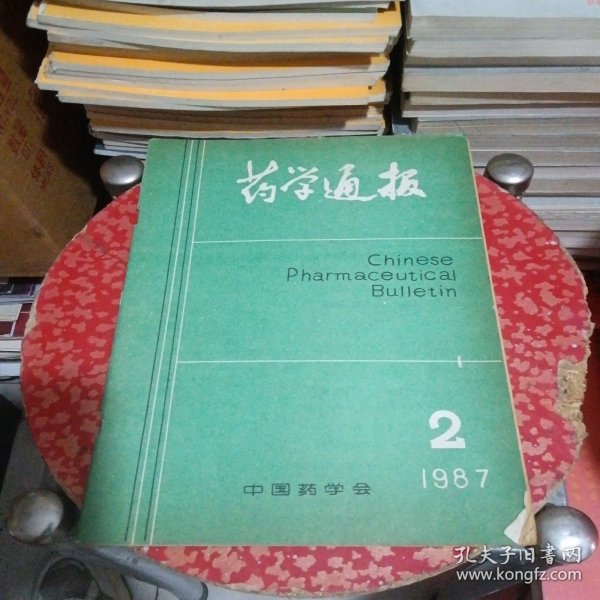 药学通报
Chinese
Pharmaceutical
Bulletin
2
1987
中国药学会
孔夫子旧书网
www.kongfz.com